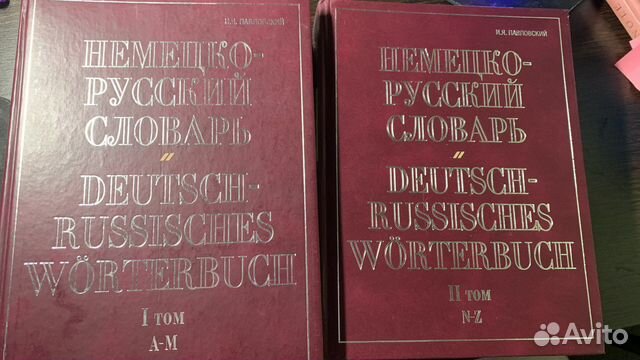 И.Я. ПАВЛОВСКИЙ
НЕМЕЦКО-
РУССКИЙ
СЛОВАРЬ
DEUTSCH-
RUSSISCHES
WÖRTERBUCH
I том
A-M
И.Я. ПАВЛОВСКИЙ
НЕМЕЦКО-
РУССКИЙ
СЛОВАРЬ
DEUTSCH-
RUSSISCHES
WÖRTERBUCH
II том
N-Z
Avito